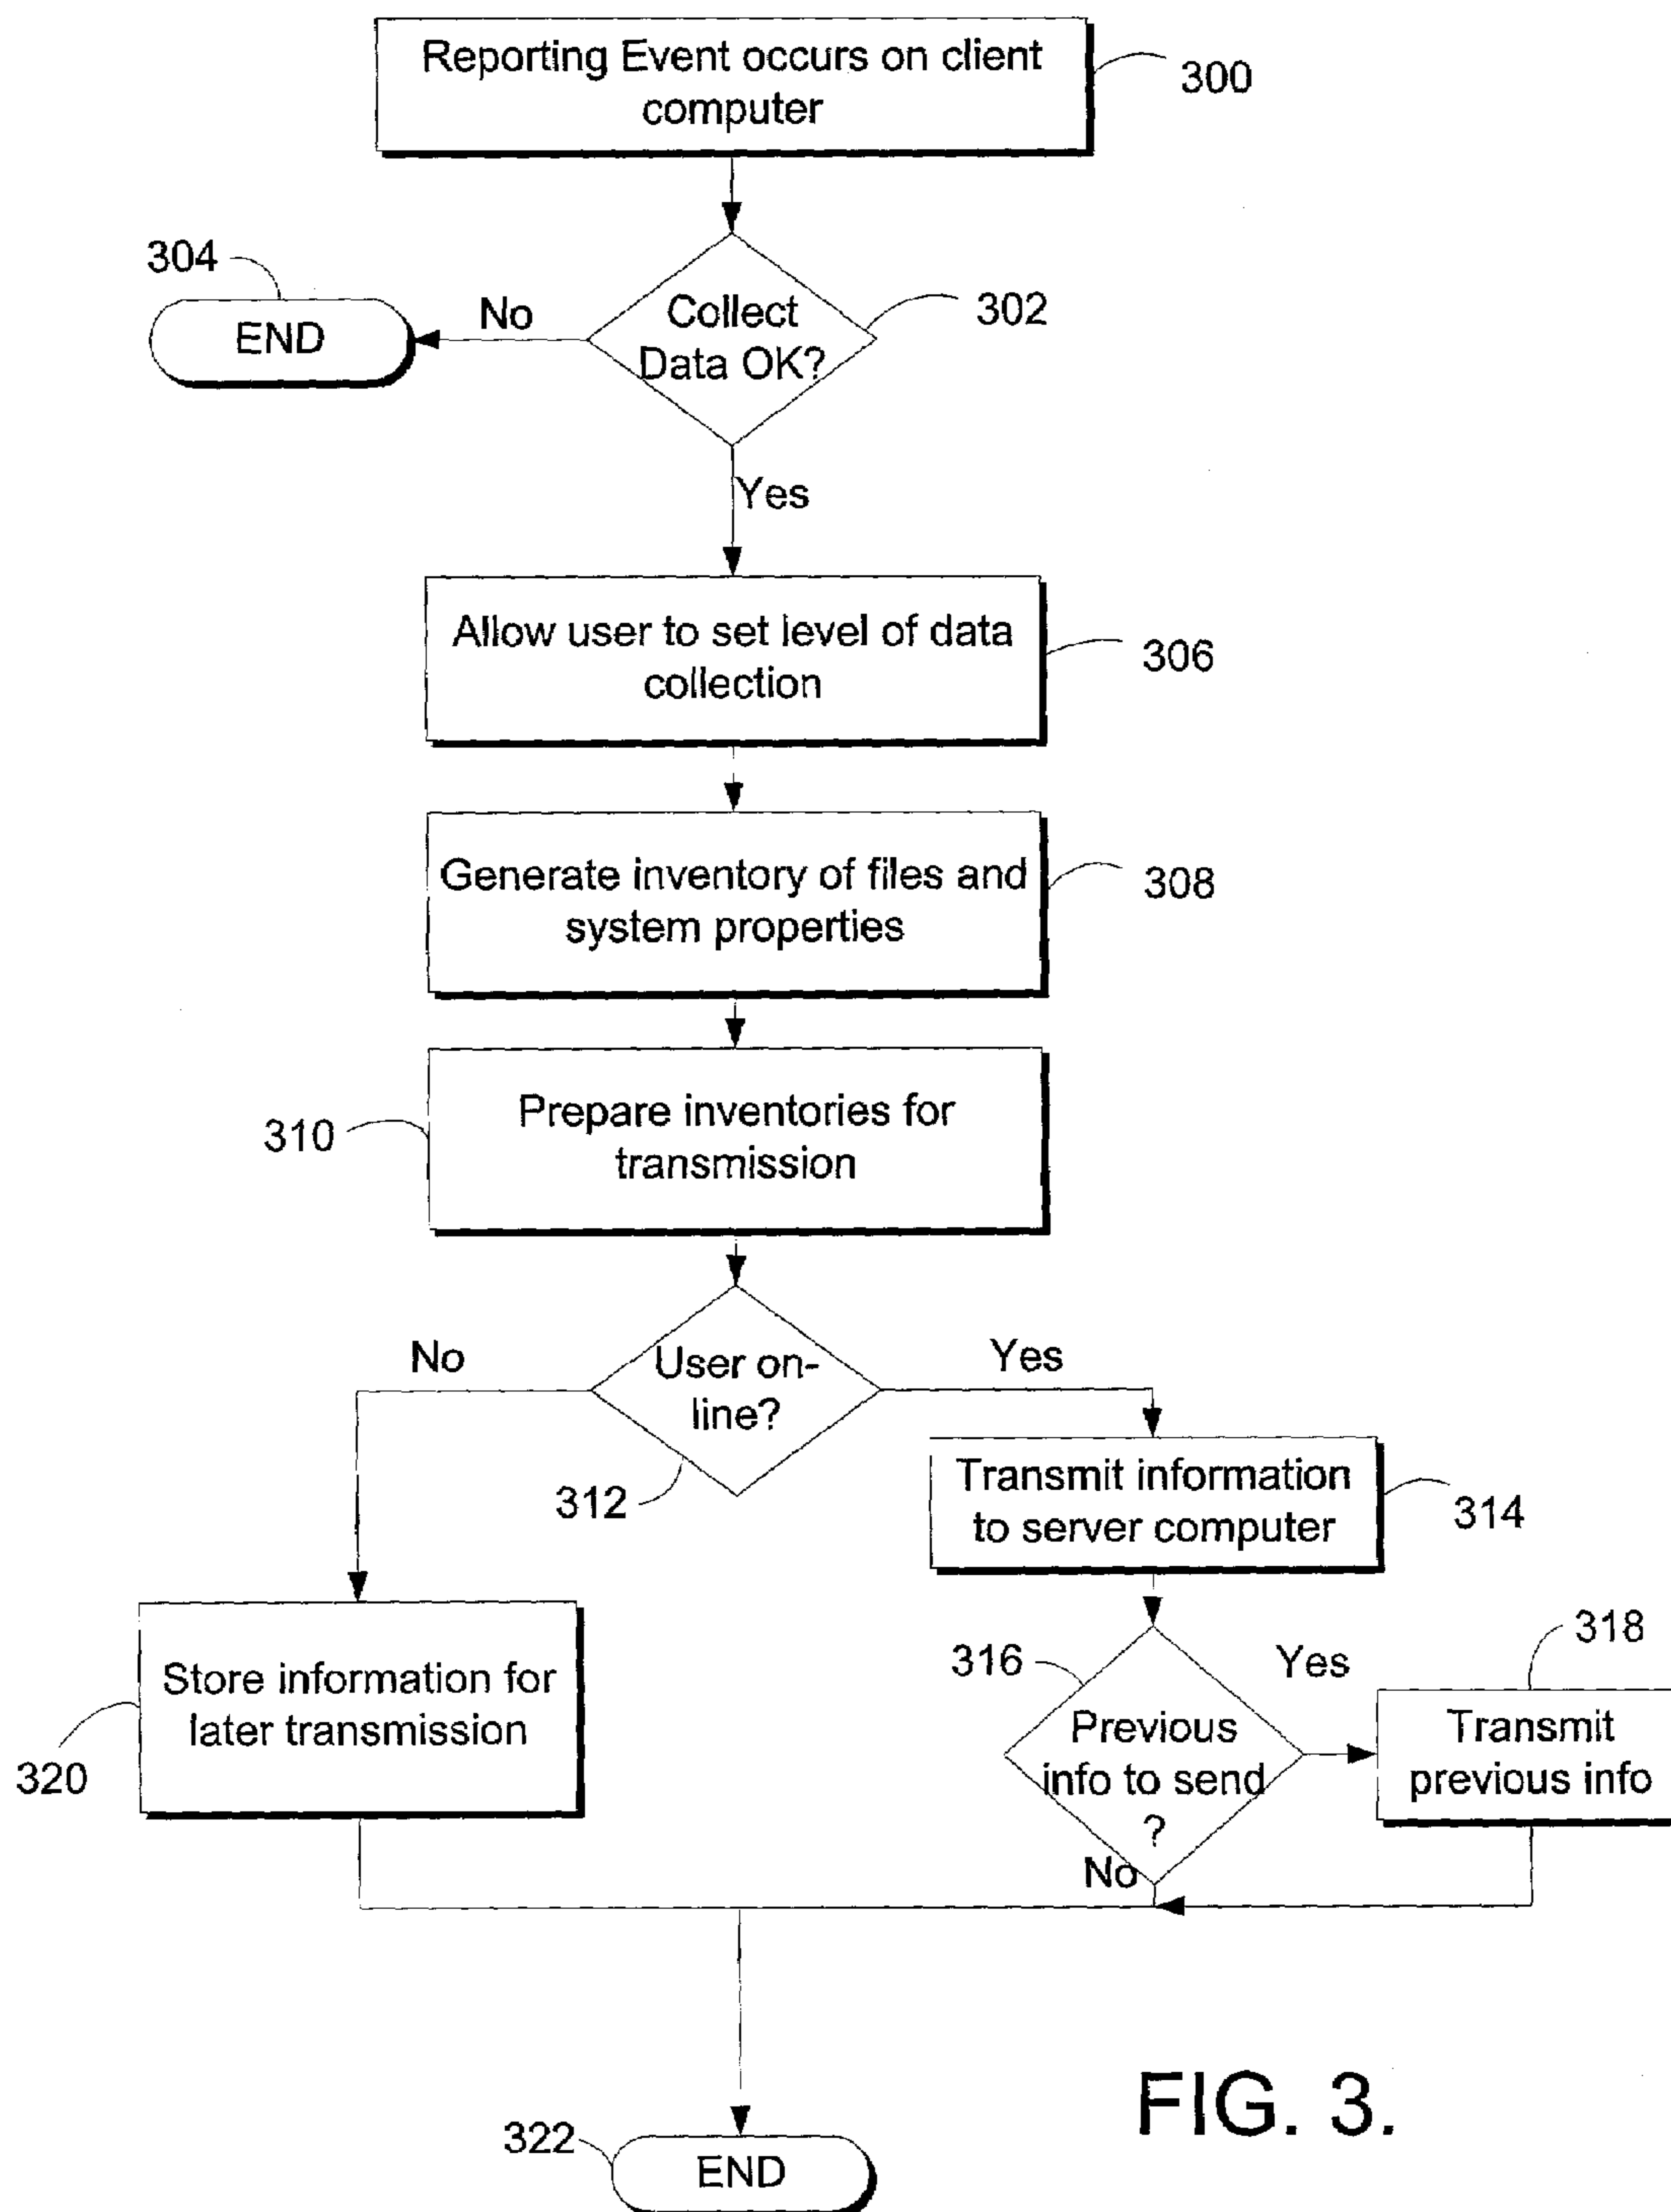 Reporting Event occurs on client
computer
300
304
END
No
Collect
Data OK?
302
Yes
Allow user to set level of data
collection
306
Generate inventory of files and
system properties
308
310
Prepare inventories for
transmission
No
User on-
line?
Yes
312
Transmit information
to server computer
314
320
Store information for
later transmission
316
Previous
info to send
?
Yes
318
Transmit
previous info
No
322
END
FIG. 3.